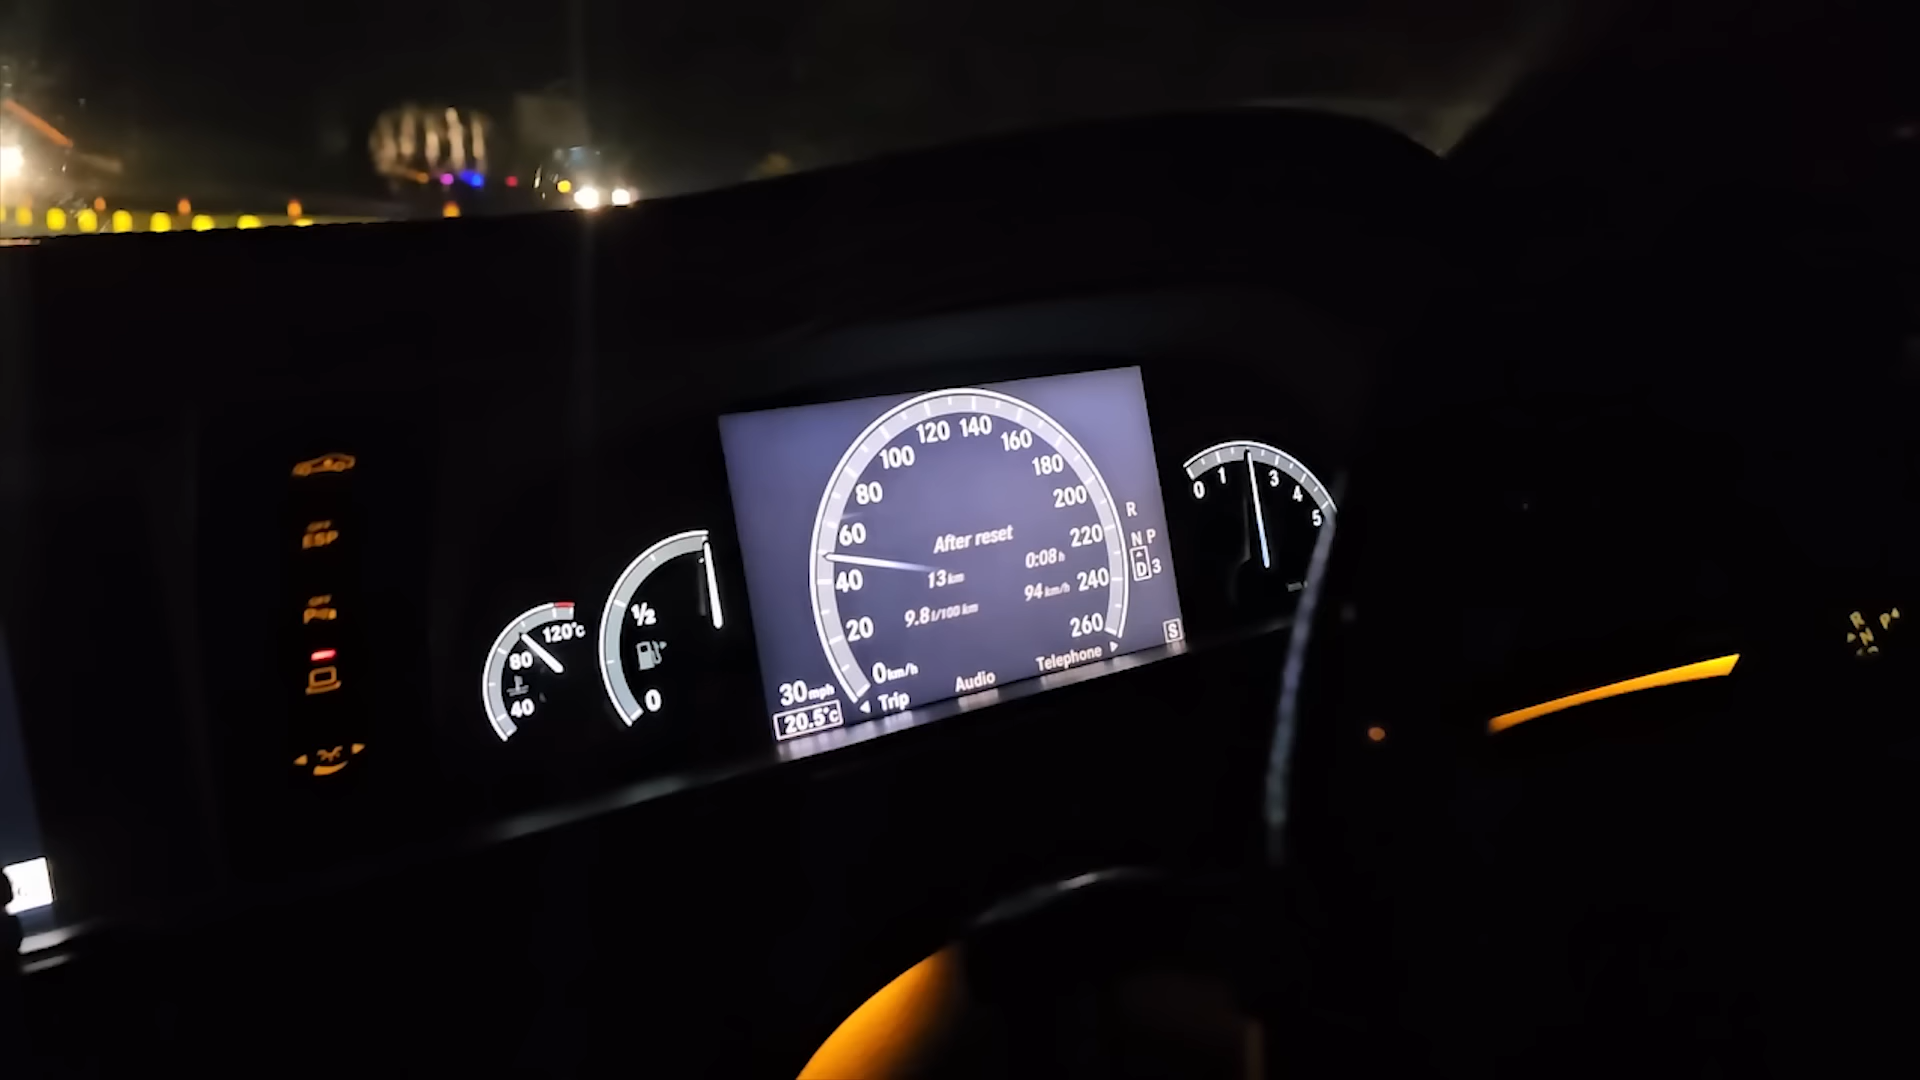 OFF
ESP
OFF
120°C
80
40
1/2
0
120 140
100 160
80 180
60 200
After reset 220
13 km 0:08 h
40 240
9.8 l/100 km 94 km/h
20 260
0 km/h
30 mph
20.5°C
Trip Audio Telephone
S
R
N P
D 3
0 1 3 4 5
R
N P